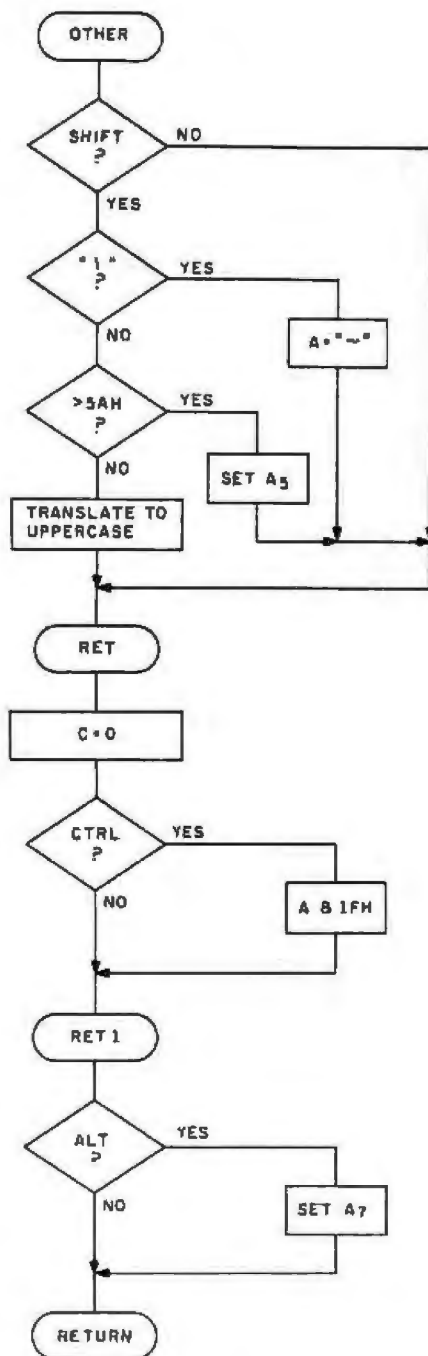 OTHER
SHIFT
?
NO
YES
?
YES
NO
A="~"
>5AH
?
YES
NO
SET A5
TRANSLATE TO
UPPERCASE
RET
C=0
CTRL
?
YES
NO
A & 1FH
RET 1
ALT
?
YES
NO
SET A7
RETURN